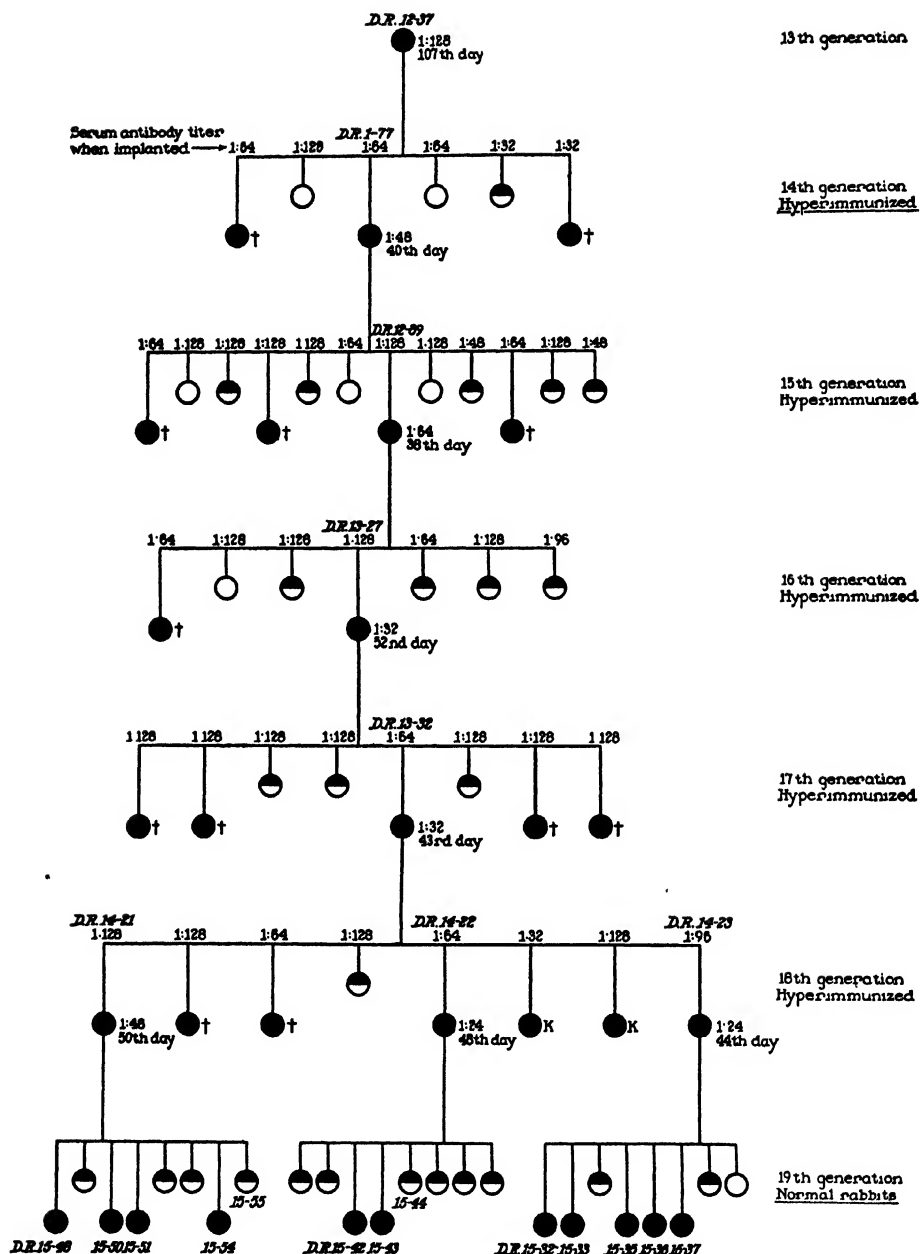 D.R. 12-37
1:128
107th day
13th generation
Serum antibody titer
when implanted
D.R. 1-77
1:64 1:128 1:64 1:64 1:32 1:32
14th generation
Hyperimmunized
†
1:48
40th day
†
D.R. 12-89
1:64 1:128 1:128 1:128 1:128 1:64 1:128 1:128 1:48 1:64 1:128 1:48
15th generation
Hyperimmunized
† †
1:64
38th day
†
D.R. 13-27
1:64 1:128 1:128 1:128 1:64 1:128 1:96
16th generation
Hyperimmunized
†
1:32
52nd day
D.R. 13-32
1 128 1 128 1:128 1:128 1:64 1:128 1:128 1 128
17th generation
Hyperimmunized
† †
1:32
43rd day
† †
D.R. 14-21 D.R. 14-22 D.R. 14-23
1:128 1:128 1:64 1:128 1:64 1:32 1:128 1:96
18th generation
Hyperimmunized
1:48
50th day
† †
1:24
48th day
K K
1:24
44th day
19th generation
Normal rabbits
15-55 15-44
D.R. 15-48 15-50 15-51 15-54 D.R. 15-42 15-43 D.R. 15-32 15-33 15-35 15-36 15-37